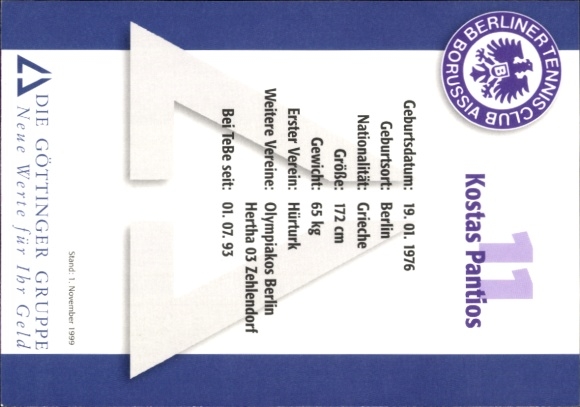 BERLINER TENNIS CLUB
BORUSSIA
B
11
Kostas Pantios
Geburtsdatum: 19. 01. 1976
Geburtsort: Berlin
Nationalität: Grieche
Größe: 172 cm
Gewicht: 65 kg
Erster Verein: Hürturk
Weitere Vereine: Olympiakos Berlin
Hertha 03 Zehlendorf
Bei TeBe seit: 01. 07. 93
Stand: 1. November 1999
DIE GÖTTINGER GRUPPE
Neue Werte für Ihr Geld